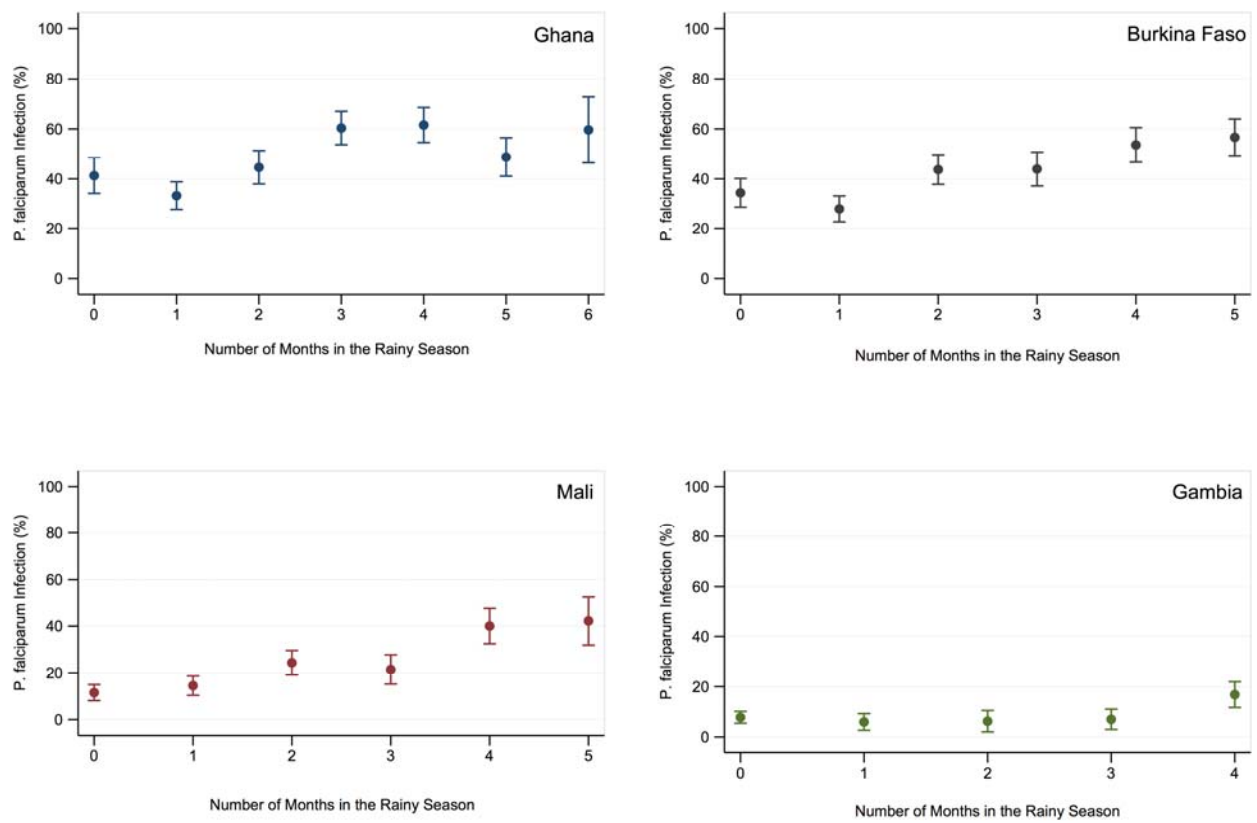 Ghana
P. falciparum Infection (%)
100
80
60
40
20
0
0 1 2 3 4 5 6
Number of Months in the Rainy Season
Burkina Faso
P. falciparum Infection (%)
100
80
60
40
20
0
0 1 2 3 4 5
Number of Months in the Rainy Season
Mali
P. falciparum Infection (%)
100
80
60
40
20
0
0 1 2 3 4 5
Number of Months in the Rainy Season
Gambia
P. falciparum Infection (%)
100
80
60
40
20
0
0 1 2 3 4
Number of Months in the Rainy Season